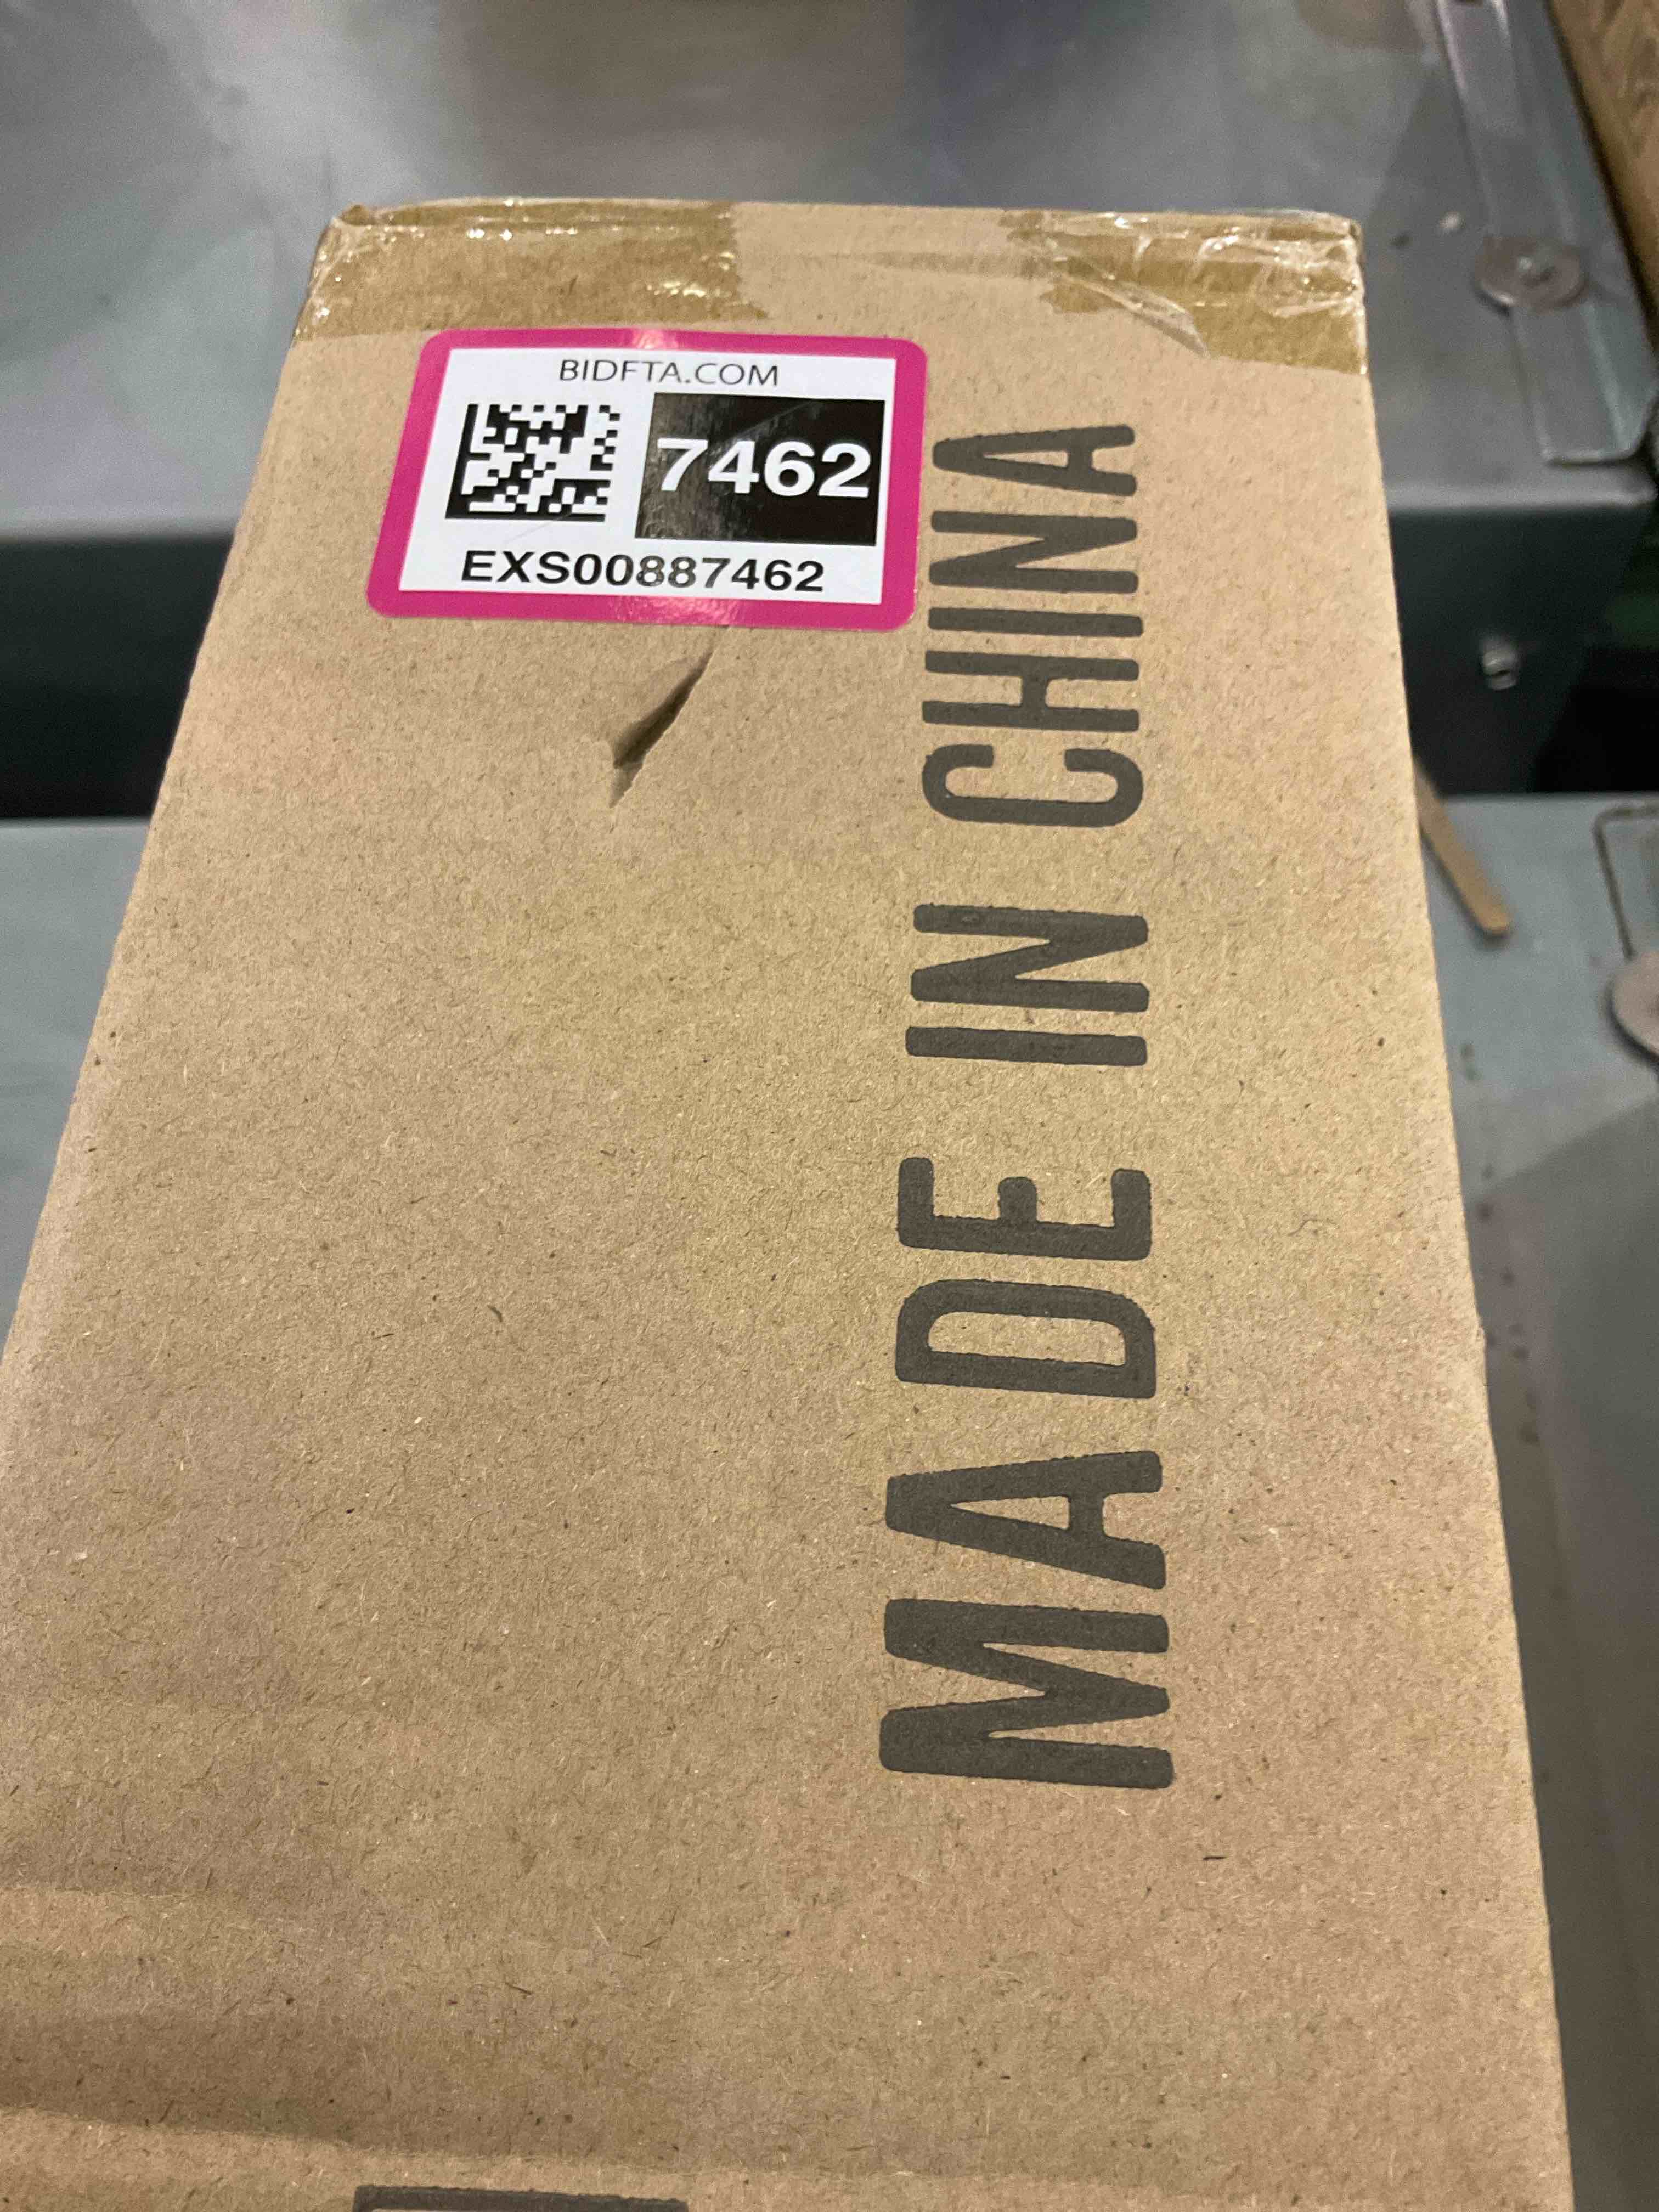 BIDFTA.COM
7462
EXS00887462
MADE IN CHINA